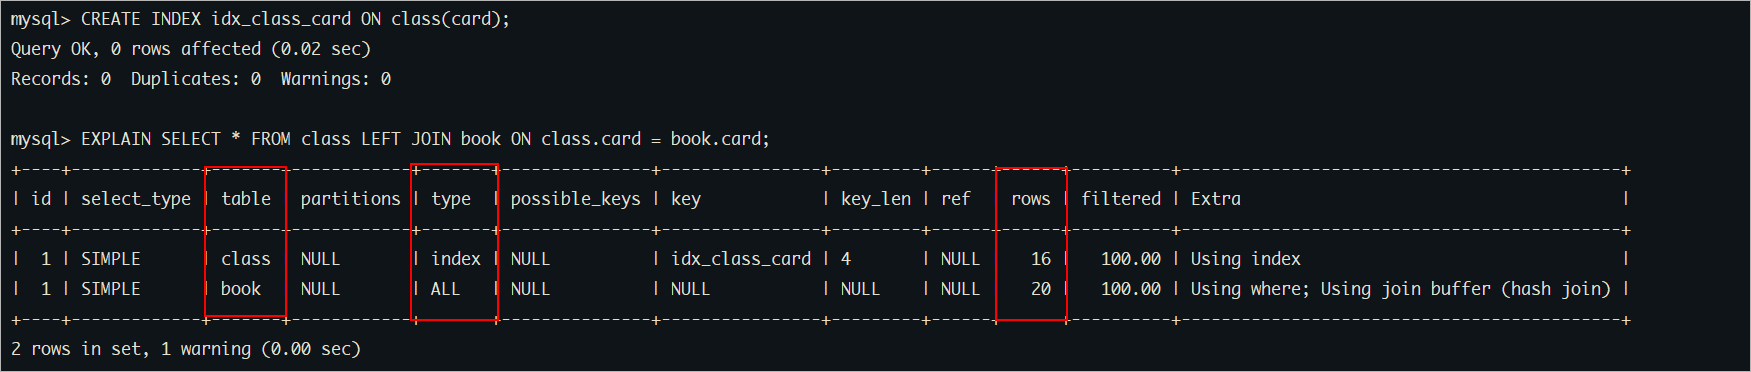 mysql> CREATE INDEX idx_class_card ON class(card);
Query OK, 0 rows affected (0.02 sec)
Records: 0  Duplicates: 0  Warnings: 0
mysql> EXPLAIN SELECT * FROM class LEFT JOIN book ON class.card = book.card;
+----+-------------+-------+------------+-------+---------------+----------------+---------+------+------+----------+--------------------------------------------+
| id | select_type | table | partitions | type  | possible_keys | key            | key_len | ref  | rows | filtered | Extra                                      |
+----+-------------+-------+------------+-------+---------------+----------------+---------+------+------+----------+--------------------------------------------+
|  1 | SIMPLE      | class | NULL       | index | NULL          | idx_class_card | 4       | NULL |   16 |   100.00 | Using index                                |
|  1 | SIMPLE      | book  | NULL       | ALL   | NULL          | NULL           | NULL    | NULL |   20 |   100.00 | Using where; Using join buffer (hash join) |
+----+-------------+-------+------------+-------+---------------+----------------+---------+------+------+----------+--------------------------------------------+
2 rows in set, 1 warning (0.00 sec)